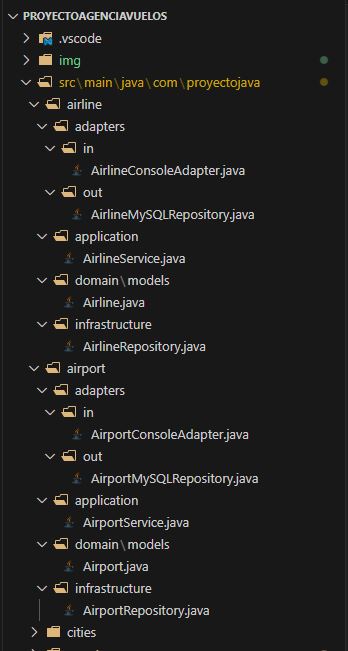 PROYECTOAGENCIAVUELOS
.vscode
img
src\main\java\com\proyectojava
airline
adapters
in
AirlineConsoleAdapter.java
out
AirlineMySQLRepository.java
application
AirlineService.java
domain\models
Airline.java
infrastructure
AirlineRepository.java
airport
adapters
in
AirportConsoleAdapter.java
out
AirportMySQLRepository.java
application
AirportService.java
domain\models
Airport.java
infrastructure
AirportRepository.java
cities